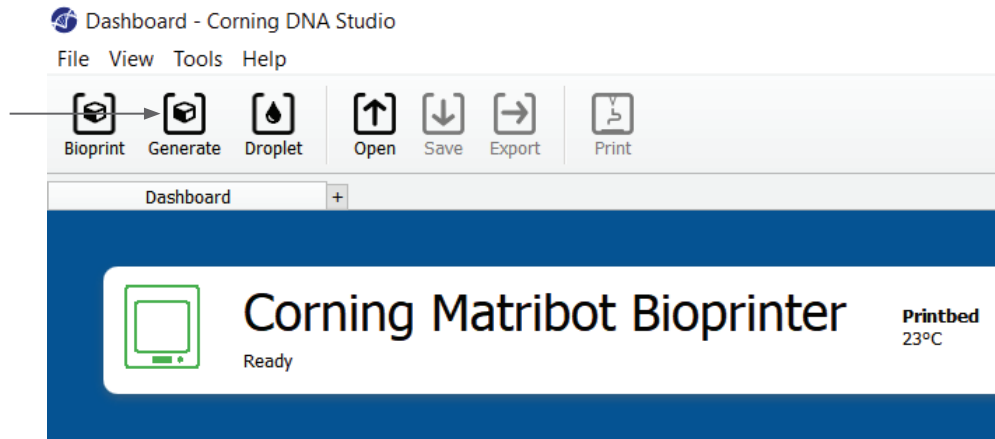 Dashboard - Corning DNA Studio
File View Tools Help
Bioprint Generate Droplet Open Save Export Print
Dashboard +
Corning Matribot Bioprinter
Ready
Printbed
23°C